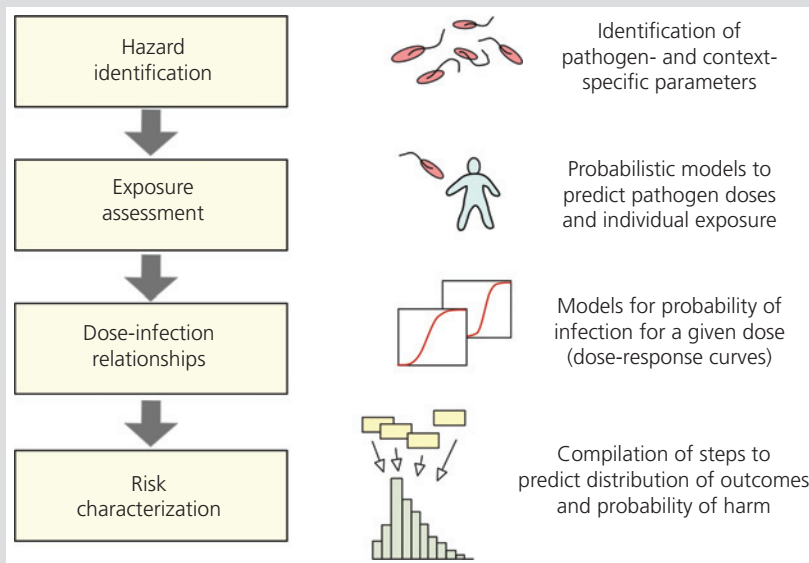 Hazard
identification
Identification of
pathogen- and context-
specific parameters
Exposure
assessment
Probabilistic models to
predict pathogen doses
and individual exposure
Dose-infection
relationships
Models for probability of
infection for a given dose
(dose-response curves)
Risk
characterization
Compilation of steps to
predict distribution of outcomes
and probability of harm